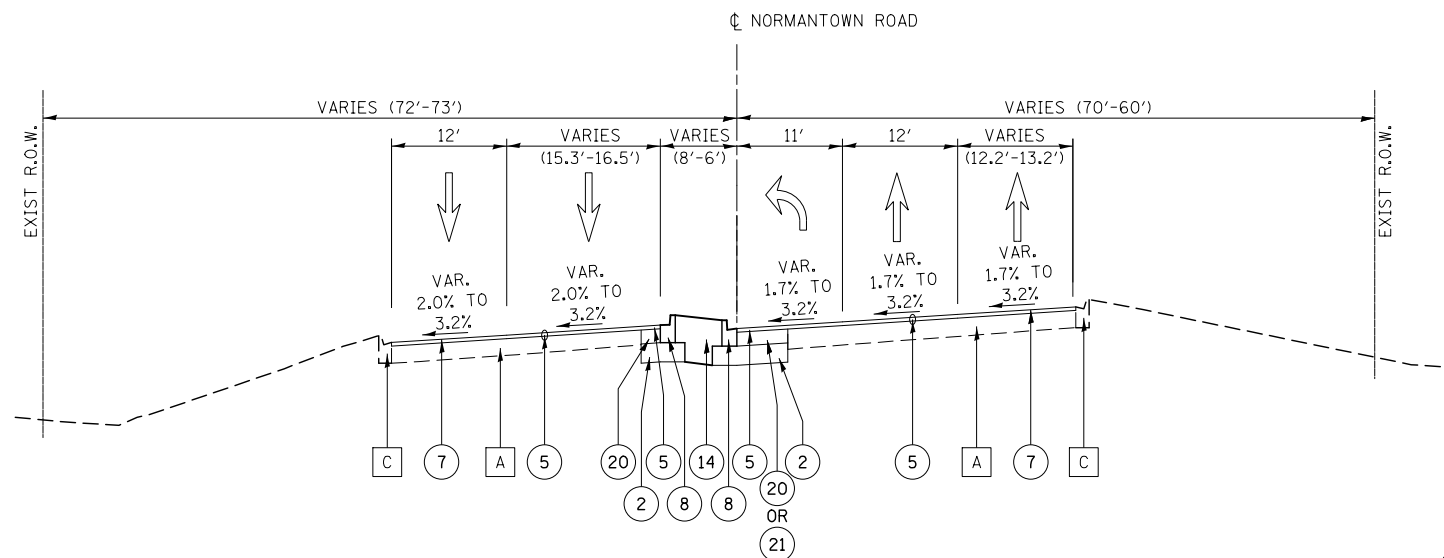 ℄ NORMANTOWN ROAD
VARIES (72'-73')
VARIES (70'-60')
12'
VARIES
(15.3'-16.5')
VARIES
(8'-6')
11'
12'
VARIES
(12.2'-13.2')
EXIST R.O.W.
EXIST R.O.W.
VAR.
2.0% TO
3.2%
VAR.
2.0% TO
3.2%
VAR.
1.7% TO
3.2%
VAR.
1.7% TO
3.2%
VAR.
1.7% TO
3.2%
C
7
A
5
20
5
14
5
2
5
A
7
C
2
8
8
20
OR
21